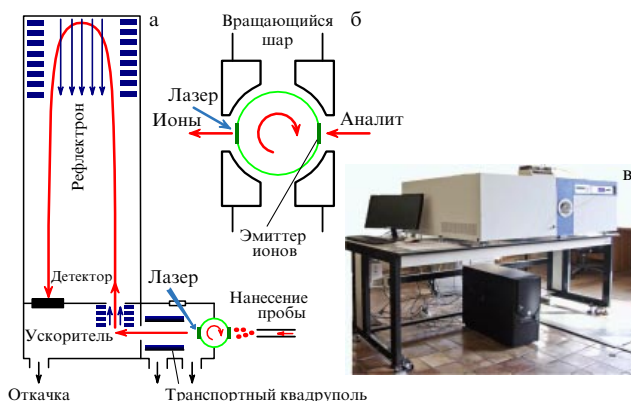 а
Рефлектрон
Детектор
Ускоритель
Откачка
Лазер
Нанесение
пробы
Транспортный квадруполь
б
Вращающийся
шар
Лазер
Ионы
Аналит
Эмиттер
ионов
в